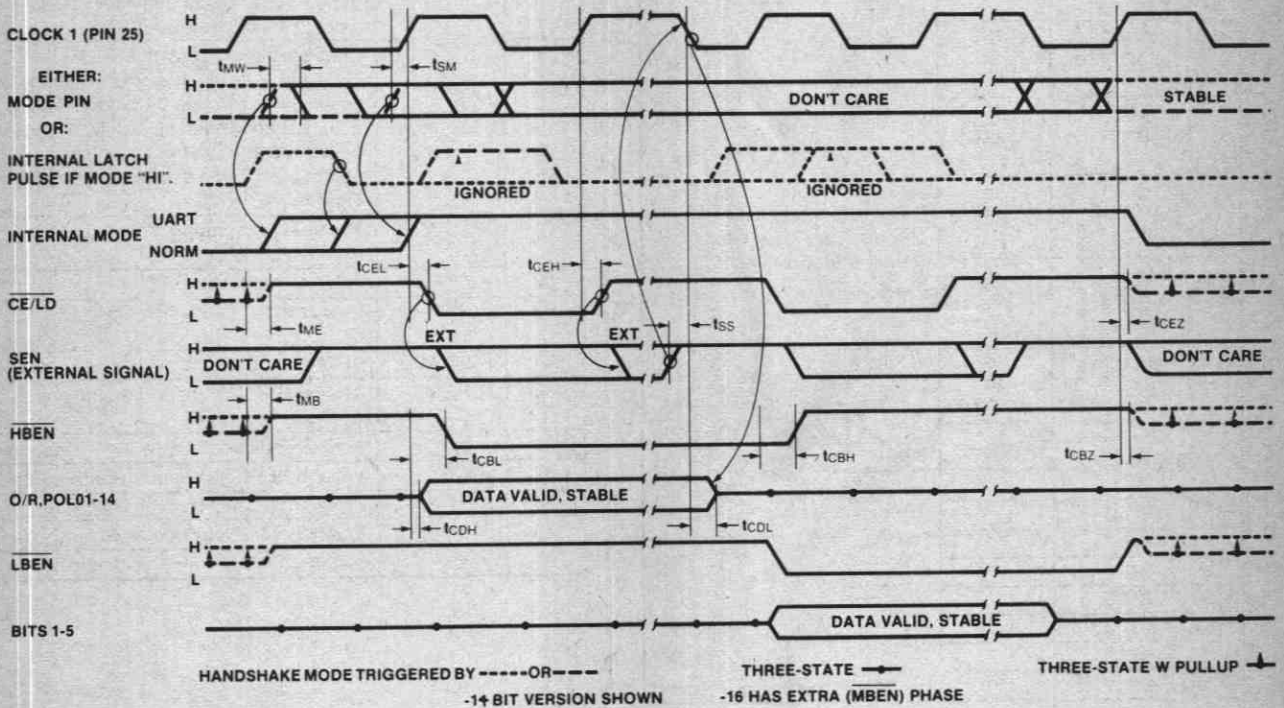 CLOCK 1 (PIN 25)
H
L
H
L
tMW
tSM
EITHER:
MODE PIN
OR:
H
L
DON'T CARE
STABLE
INTERNAL LATCH
PULSE IF MODE "HI".
IGNORED
IGNORED
INTERNAL MODE
UART
NORM
tCEL
tCEH
CE/LD
H
L
tME
EXT
EXT
tSS
tCEZ
SEN
(EXTERNAL SIGNAL)
H
L
DON'T CARE
DON'T CARE
tMB
HBEN
H
L
tCBL
tCBH
tCBZ
O/R, POL01-14
H
L
DATA VALID, STABLE
tCDH
tCDL
LBEN
H
L
BITS 1-5
DATA VALID, STABLE
HANDSHAKE MODE TRIGGERED BY -----OR-----
THREE-STATE
THREE-STATE W PULLUP
-14 BIT VERSION SHOWN
-16 HAS EXTRA (MBEN) PHASE